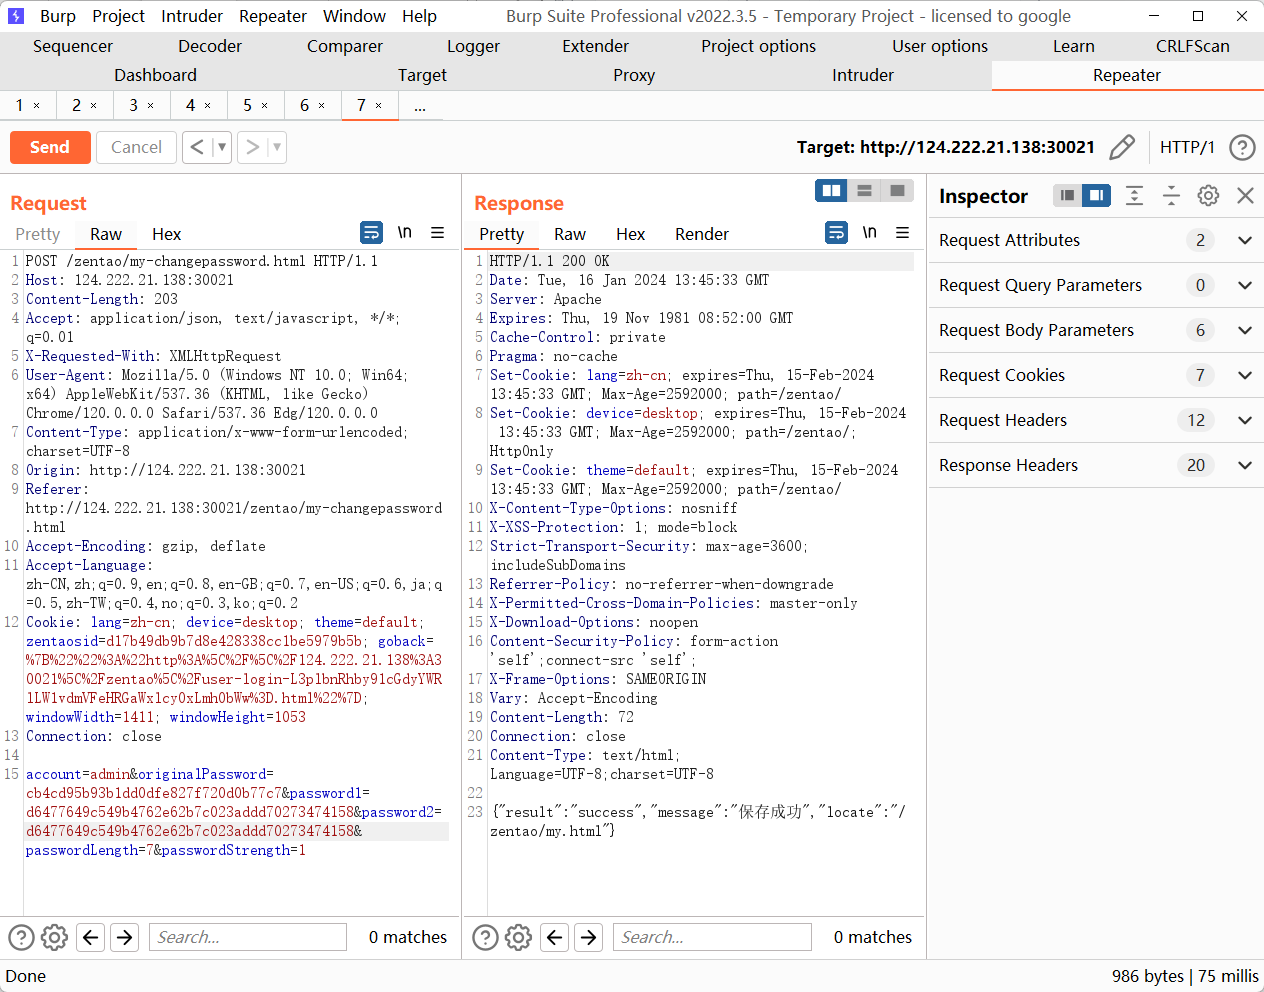 Burp Project Intruder Repeater Window Help Burp Suite Professional v2022.3.5 - Temporary Project - licensed to google
Sequencer Decoder Comparer Logger Extender Project options User options Learn CRLFScan
Dashboard Target Proxy Intruder Repeater
1 × 2 × 3 × 4 × 5 × 6 × 7 × ...
Send Cancel < > Target: http://124.222.21.138:30021 HTTP/1 ?
Request
Pretty Raw Hex \n
1 POST /zentao/my-changepassword.html HTTP/1.1
2 Host: 124.222.21.138:30021
3 Content-Length: 203
4 Accept: application/json, text/javascript, */*;
q=0.01
5 X-Requested-With: XMLHttpRequest
6 User-Agent: Mozilla/5.0 (Windows NT 10.0; Win64;
x64) AppleWebKit/537.36 (KHTML, like Gecko)
Chrome/120.0.0.0 Safari/537.36 Edg/120.0.0.0
7 Content-Type: application/x-www-form-urlencoded;
charset=UTF-8
8 Origin: http://124.222.21.138:30021
9 Referer:
http://124.222.21.138:30021/zentao/my-changepassword
.html
10 Accept-Encoding: gzip, deflate
11 Accept-Language:
zh-CN,zh;q=0.9,en;q=0.8,en-GB;q=0.7,en-US;q=0.6,ja;q
=0.5,zh-TW;q=0.4,no;q=0.3,ko;q=0.2
12 Cookie: lang=zh-cn; device=desktop; theme=default;
zentaosid=d17b49db9b7d8e428338cc1be5979b5b; goback=
%7B%22%22%3A%22http%3A%5C%2F%5C%2F124.222.21.138%3A3
0021%5C%2Fzentao%5C%2Fuser-login-L3plbnRhby91cGdyYWR
lLW1vdmVFeHRGaWxlcy0xLmh0bWw%3D.html%22%7D;
windowWidth=1411; windowHeight=1053
13 Connection: close
14
15 account=admin&originalPassword=
cb4cd95b93b1dd0dfe827f720d0b77c7&password1=
d6477649c549b4762e62b7c023addd70273474158&password2=
d6477649c549b4762e62b7c023addd70273474158&
passwordLength=7&passwordStrength=1
? Search... 0 matches
Response
Pretty Raw Hex Render \n
1 HTTP/1.1 200 OK
2 Date: Tue, 16 Jan 2024 13:45:33 GMT
3 Server: Apache
4 Expires: Thu, 19 Nov 1981 08:52:00 GMT
5 Cache-Control: private
6 Pragma: no-cache
7 Set-Cookie: lang=zh-cn; expires=Thu, 15-Feb-2024
13:45:33 GMT; Max-Age=2592000; path=/zentao/
8 Set-Cookie: device=desktop; expires=Thu, 15-Feb-2024
13:45:33 GMT; Max-Age=2592000; path=/zentao/;
HttpOnly
9 Set-Cookie: theme=default; expires=Thu, 15-Feb-2024
13:45:33 GMT; Max-Age=2592000; path=/zentao/
10 X-Content-Type-Options: nosniff
11 X-XSS-Protection: 1; mode=block
12 Strict-Transport-Security: max-age=3600;
includeSubDomains
13 Referrer-Policy: no-referrer-when-downgrade
14 X-Permitted-Cross-Domain-Policies: master-only
15 X-Download-Options: noopen
16 Content-Security-Policy: form-action
'self';connect-src 'self';
17 X-Frame-Options: SAMEORIGIN
18 Vary: Accept-Encoding
19 Content-Length: 72
20 Connection: close
21 Content-Type: text/html;
Language=UTF-8;charset=UTF-8
22
23 {"result":"success","message":"保存成功","locate":"/
zentao/my.html"}
? Search... 0 matches
Inspector
Request Attributes 2
Request Query Parameters 0
Request Body Parameters 6
Request Cookies 7
Request Headers 12
Response Headers 20
Done 986 bytes | 75 millis